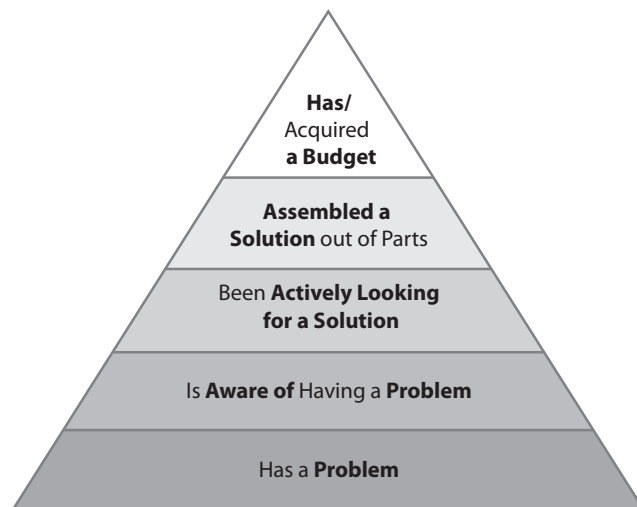 Has/
Acquired
a Budget
Assembled a
Solution out of Parts
Been Actively Looking
for a Solution
Is Aware of Having a Problem
Has a Problem